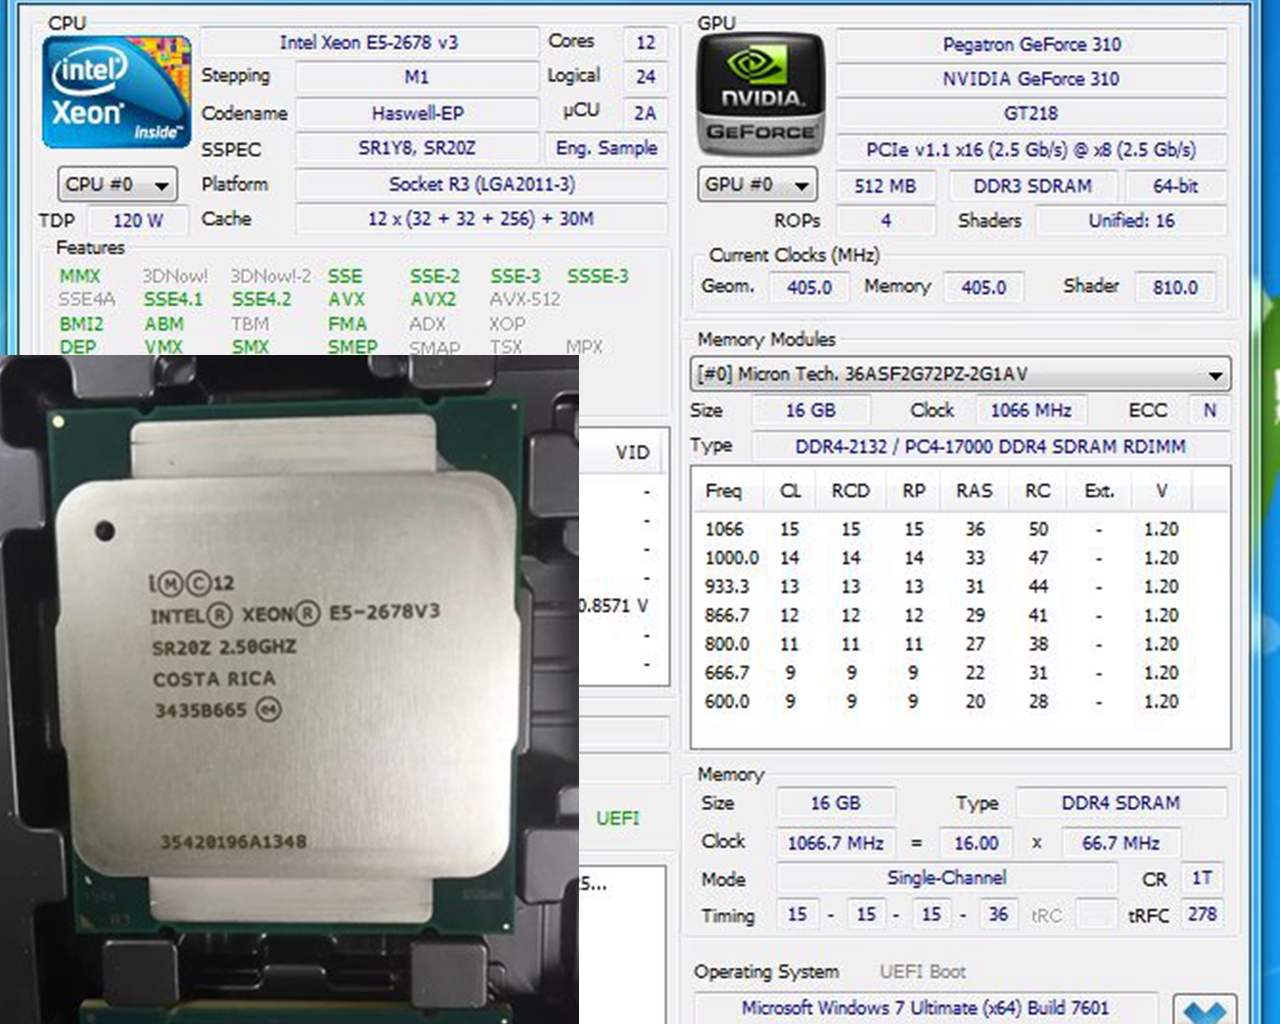 CPU
intel
Xeon
inside™
Intel Xeon E5-2678 v3
Cores 12
Stepping M1 Logical 24
Codename Haswell-EP µCU 2A
SSPEC SR1Y8, SR20Z Eng. Sample
CPU #0 Platform Socket R3 (LGA2011-3)
TDP 120 W Cache 12 x (32 + 32 + 256) + 30M
Features
MMX 3DNow! 3DNow!-2 SSE SSE-2 SSE-3 SSSE-3
SSE4A SSE4.1 SSE4.2 AVX AVX2 AVX-512
BMI2 ABM TBM FMA ADX XOP
DEP VMX SMX SMEP SMAP TSX MPX
i Ⓜ Ⓒ 12
INTEL® XEON® E5-2678V3
SR20Z 2.50GHZ
COSTA RICA
3435B665 e4
35420196A1348
VID
-
-
-
-
0.8571 V
-
-
UEFI
5...
GPU
NVIDIA.
GEFORCE
Pegatron GeForce 310
NVIDIA GeForce 310
GT218
PCIe v1.1 x16 (2.5 Gb/s) @ x8 (2.5 Gb/s)
GPU #0 512 MB DDR3 SDRAM 64-bit
ROPs 4 Shaders Unified: 16
Current Clocks (MHz)
Geom. 405.0 Memory 405.0 Shader 810.0
Memory Modules
[#0] Micron Tech. 36ASF2G72PZ-2G1AV
Size 16 GB Clock 1066 MHz ECC N
Type DDR4-2132 / PC4-17000 DDR4 SDRAM RDIMM
Freq CL RCD RP RAS RC Ext. V
1066 15 15 15 36 50 - 1.20
1000.0 14 14 14 33 47 - 1.20
933.3 13 13 13 31 44 - 1.20
866.7 12 12 12 29 41 - 1.20
800.0 11 11 11 27 38 - 1.20
666.7 9 9 9 22 31 - 1.20
600.0 9 9 9 20 28 - 1.20
Memory
Size 16 GB Type DDR4 SDRAM
Clock 1066.7 MHz = 16.00 x 66.7 MHz
Mode Single-Channel CR 1T
Timing 15 - 15 - 15 - 36 tRC tRFC 278
Operating System UEFI Boot
Microsoft Windows 7 Ultimate (x64) Build 7601